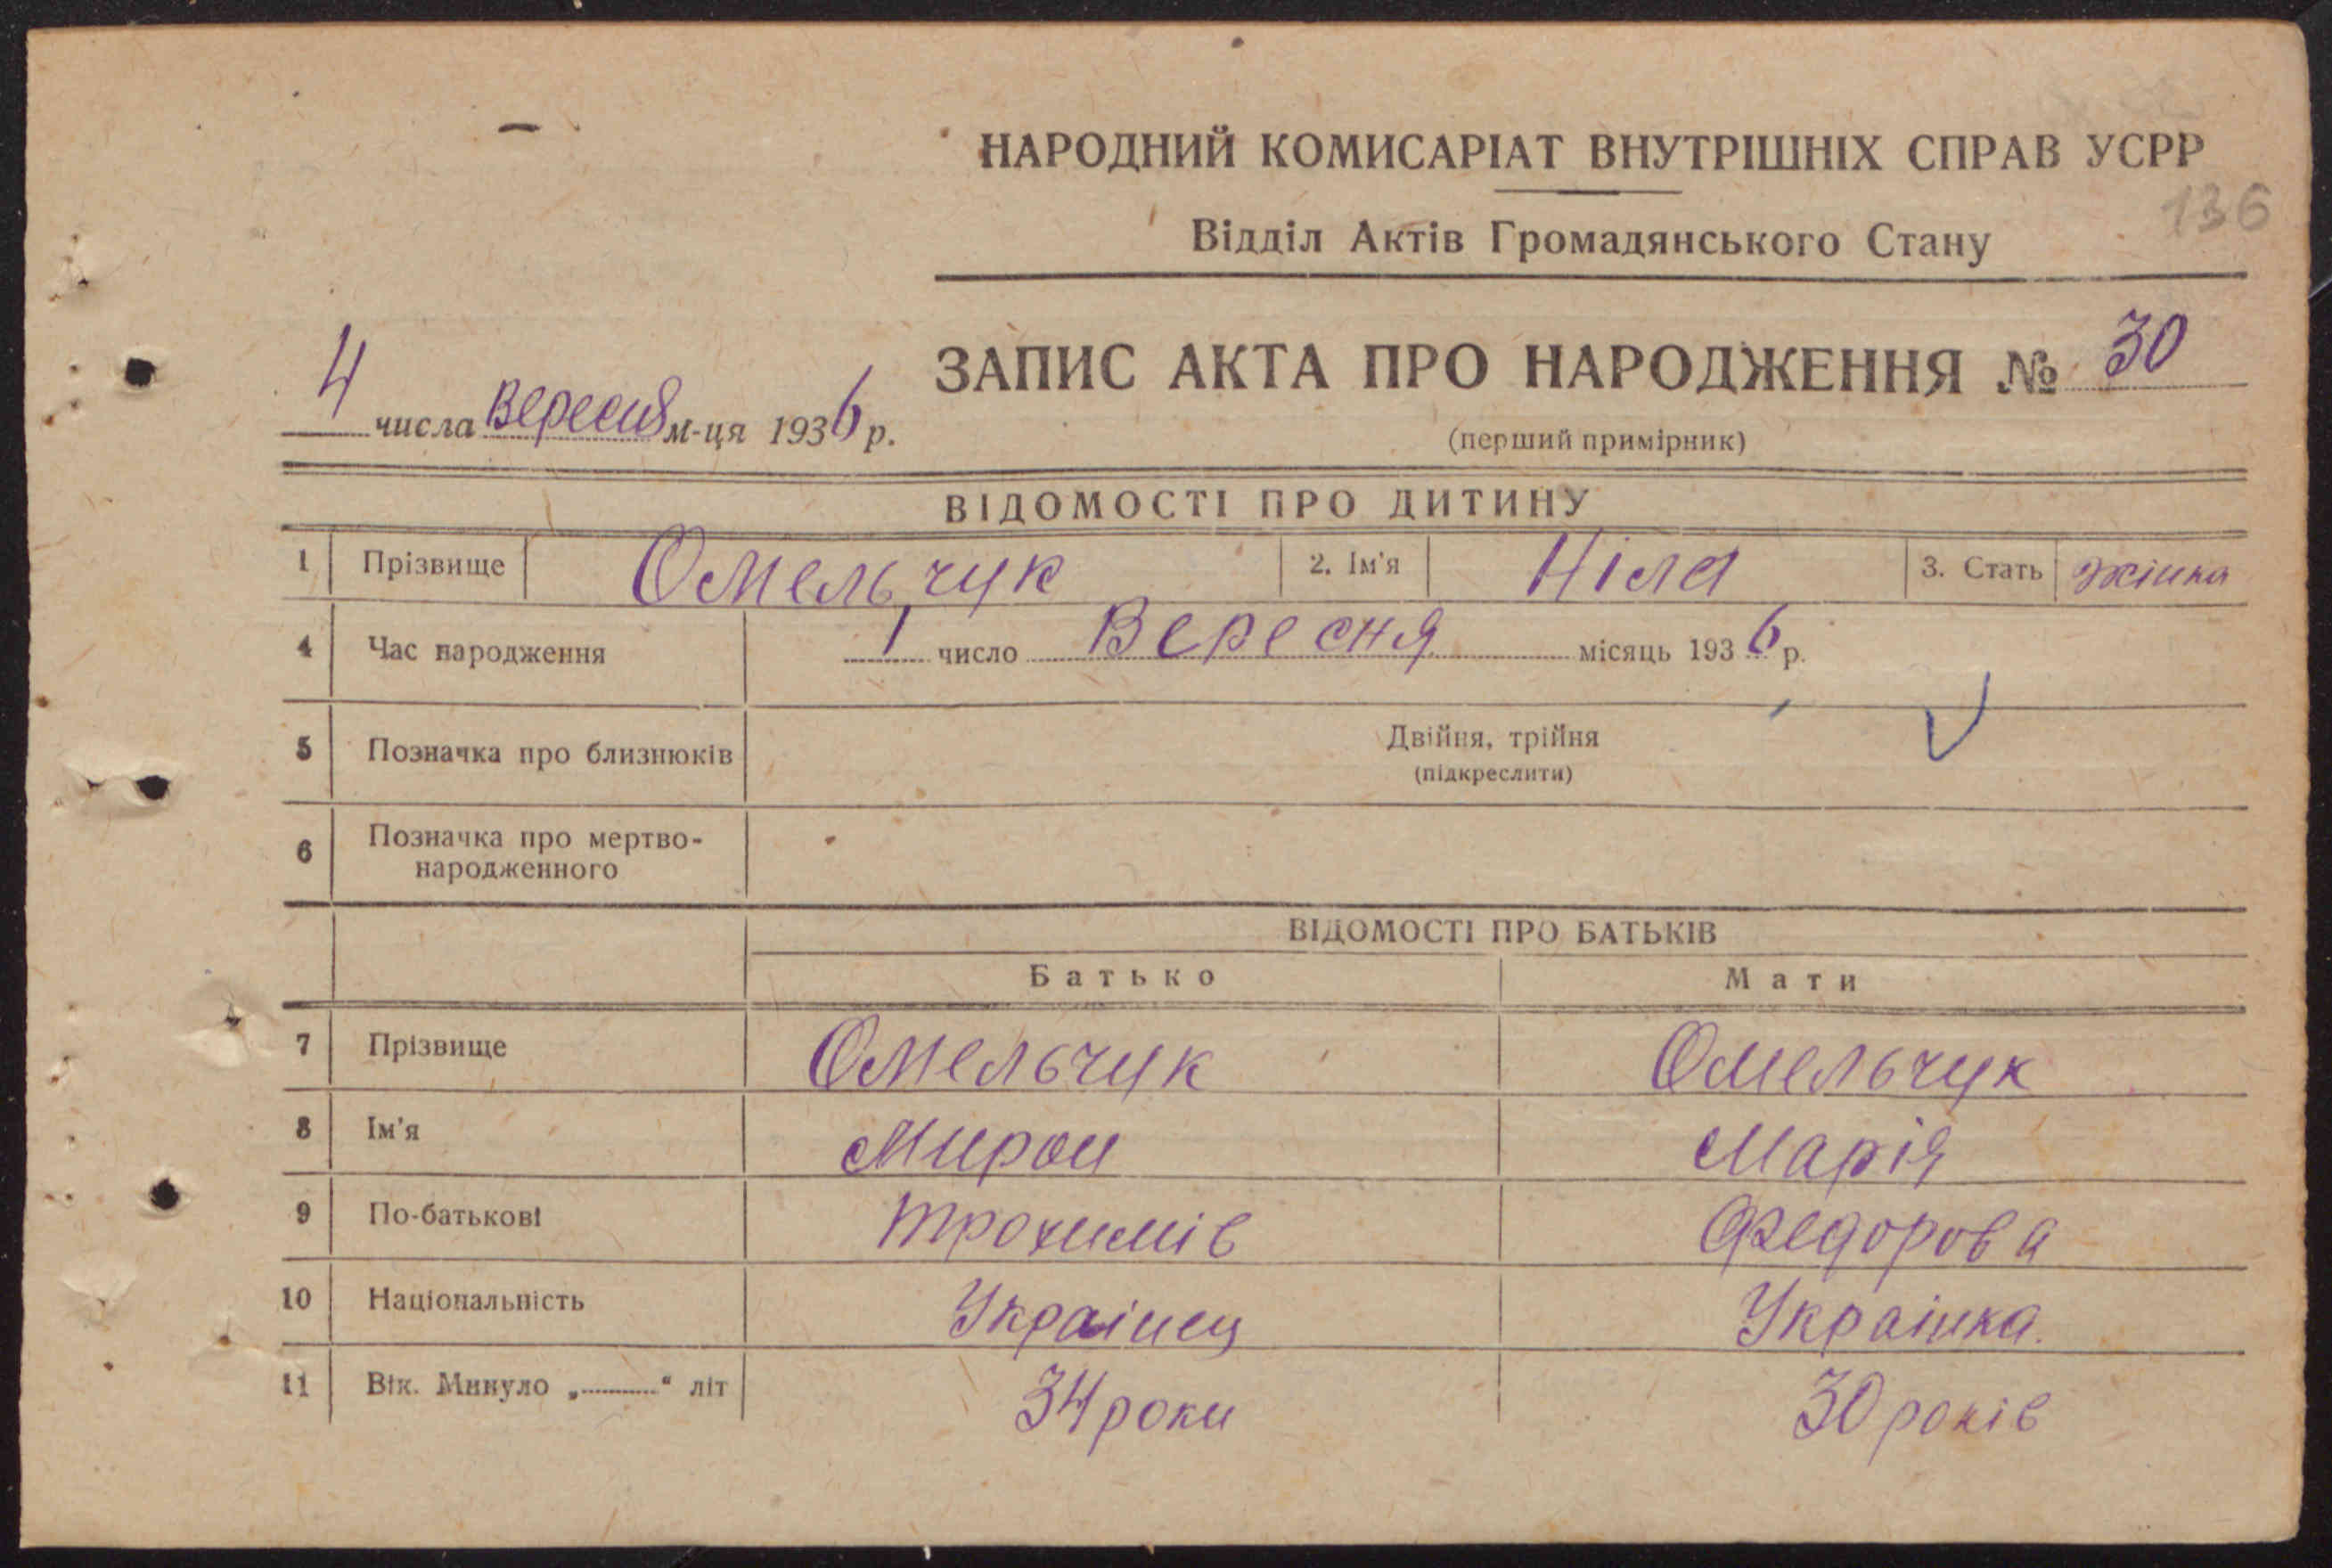 НАРОДНИЙ КОМИСАРІАТ ВНУТРІШНІХ СПРАВ УСРР
136
Відділ Актів Громадянського Стану
ЗАПИС АКТА ПРО НАРОДЖЕННЯ № 30
4 числа Вересня м-ця 1936 р.
(перший примірник)
ВІДОМОСТІ ПРО ДИТИНУ
1 Прізвище Омельчук 2. Ім'я Ніла 3. Стать жінка
4 Час народження 1 число Вересня місяць 1936 р.
5 Позначка про близнюків Двійня, трійня
(підкреслити)
6 Позначка про мертво-
народженного
ВІДОМОСТІ ПРО БАТЬКІВ
Батько Мати
7 Прізвище Омельчук Омельчук
8 Ім'я Мирон Марія
9 По-батькові Трохимів Федорова
10 Національність Украінец Украінка.
11 Вік. Минуло „ “ літ 34 роки 30 років